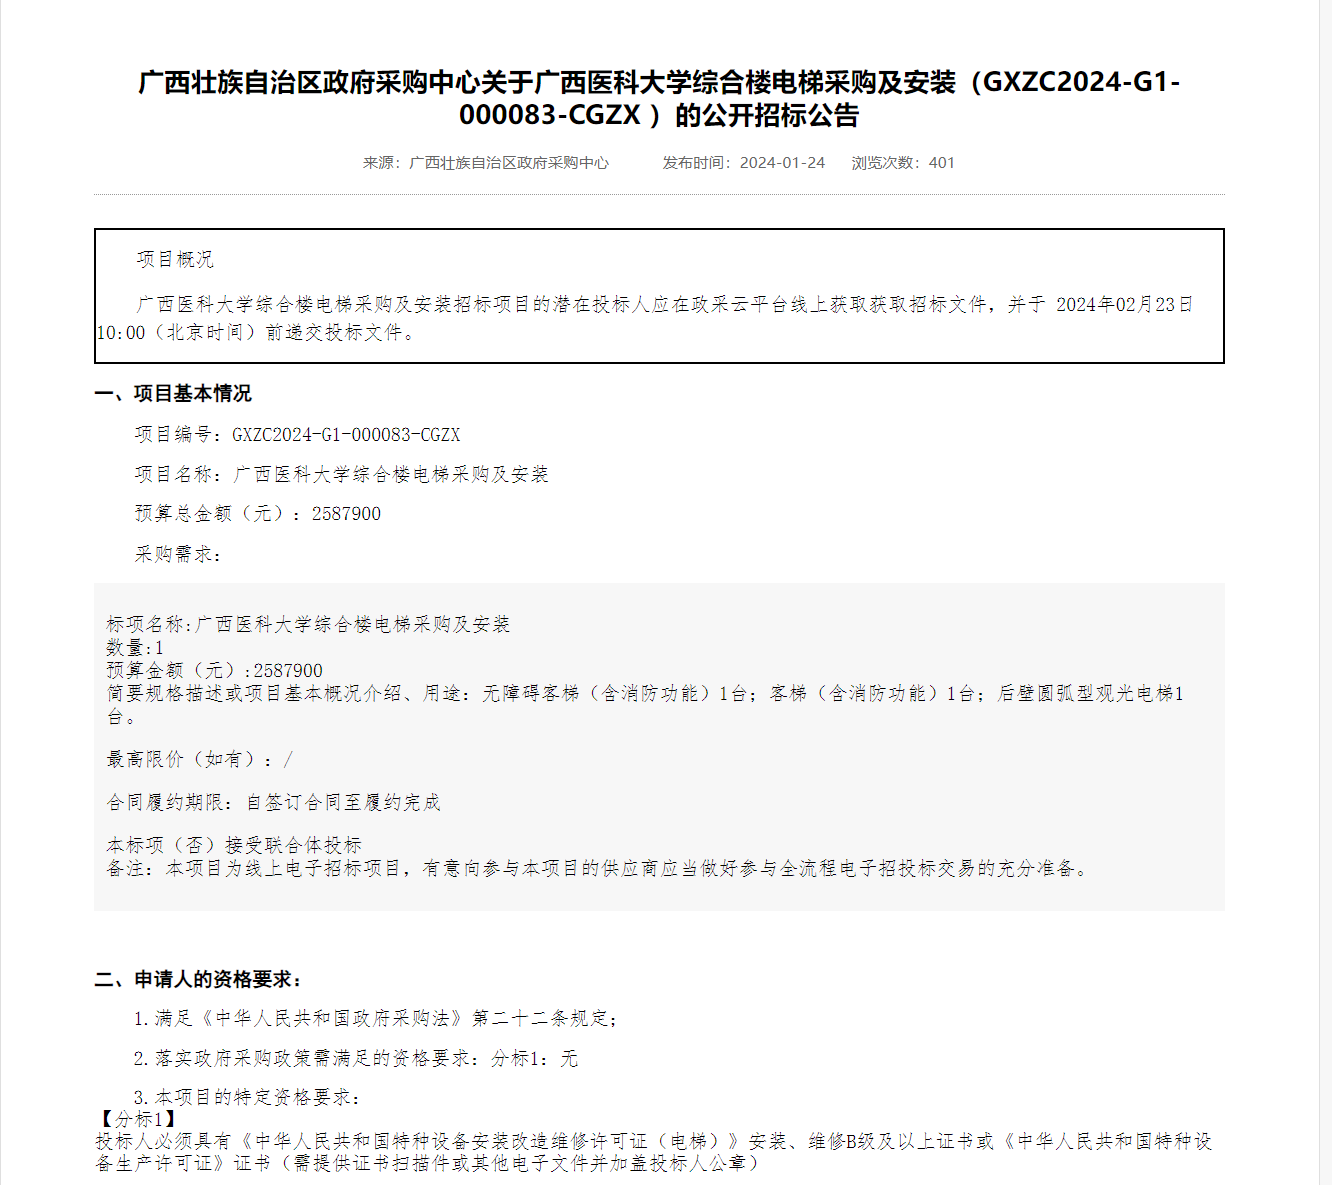 广西壮族自治区政府采购中心关于广西医科大学综合楼电梯采购及安装（GXZC2024-G1-
000083-CGZX ）的公开招标公告
来源：广西壮族自治区政府采购中心 发布时间：2024-01-24 浏览次数：401
项目概况
广西医科大学综合楼电梯采购及安装招标项目的潜在投标人应在政采云平台线上获取获取招标文件，并于 2024年02月23日
10:00（北京时间）前递交投标文件。
一、项目基本情况
项目编号：GXZC2024-G1-000083-CGZX
项目名称：广西医科大学综合楼电梯采购及安装
预算总金额（元）：2587900
采购需求：
标项名称:广西医科大学综合楼电梯采购及安装
数量:1
预算金额（元）:2587900
简要规格描述或项目基本概况介绍、用途：无障碍客梯（含消防功能）1台；客梯（含消防功能）1台；后壁圆弧型观光电梯1
台。
最高限价（如有）：/
合同履约期限：自签订合同至履约完成
本标项（否）接受联合体投标
备注：本项目为线上电子招标项目，有意向参与本项目的供应商应当做好参与全流程电子招投标交易的充分准备。
二、申请人的资格要求：
1.满足《中华人民共和国政府采购法》第二十二条规定；
2.落实政府采购政策需满足的资格要求：分标1：无
3.本项目的特定资格要求：
【分标1】
投标人必须具有《中华人民共和国特种设备安装改造维修许可证（电梯）》安装、维修B级及以上证书或《中华人民共和国特种设
备生产许可证》证书（需提供证书扫描件或其他电子文件并加盖投标人公章）